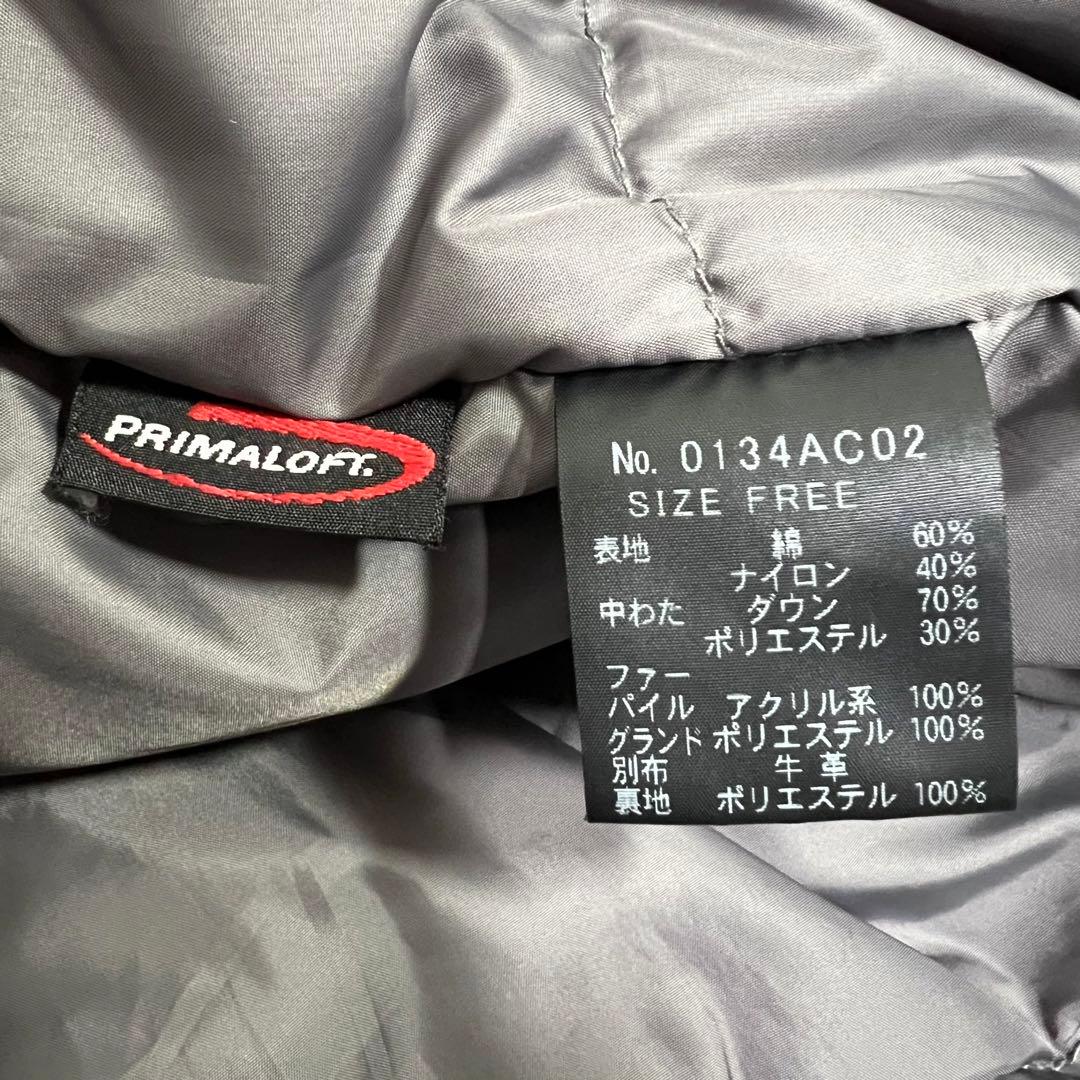 PRIMALOFT.
No. 0134AC02
SIZE FREE
表地 綿 60%
ナイロン 40%
中わた ダウン 70%
ポリエステル 30%
ファー
パイル アクリル系 100%
グランド ポリエステル 100%
別布 牛革
裏地 ポリエステル 100%